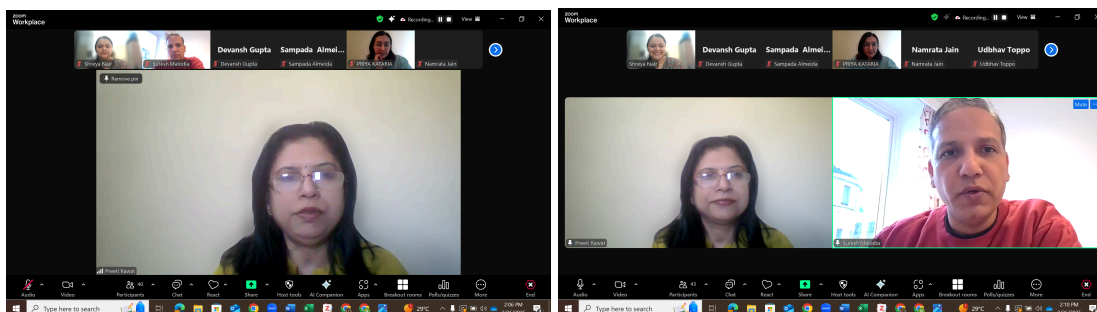 zoom
Workplace
Recording...
View
Shreya Nair
Suresh Malodia
Devansh Gupta
Devansh Gupta
Sampada Almei...
Sampada Almeida
PRIYA KATARIA
Namrata Jain
Remove pin
Preeti Rawat
Audio
Video
Participants
40
Chat
React
Share
Host tools
AI Companion
Apps
Breakout rooms
Polls/quizzes
More
End
Type here to search
29°C
2:06 PM
zoom
Workplace
Recording...
View
Shreya Nair
Devansh Gupta
Devansh Gupta
Sampada Almei...
Sampada Almeida
PRIYA KATARIA
Namrata Jain
Namrata Jain
Udbhav Toppo
Udbhav Toppo
Mute
Preeti Rawat
Suresh Malodia
Audio
Video
Participants
43
Chat
React
Share
Host tools
AI Companion
Apps
Breakout rooms
Polls/quizzes
More
End
Type here to search
29°C
2:10 PM